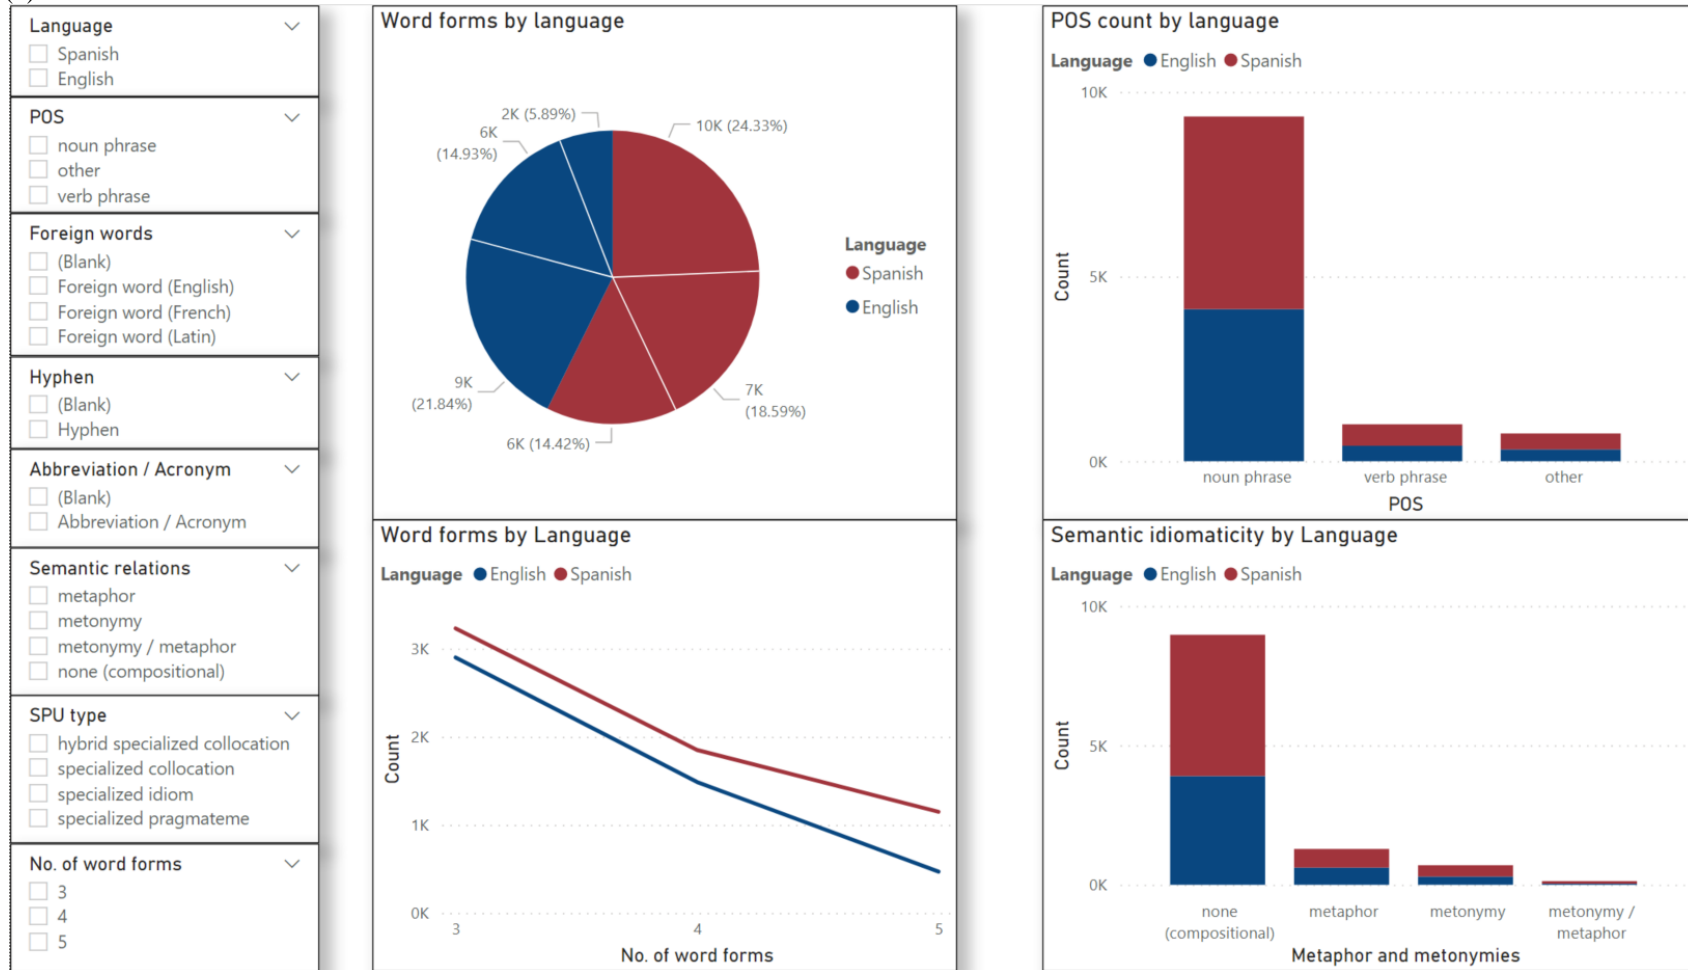 Language
Spanish
English
POS
noun phrase
other
verb phrase
Foreign words
(Blank)
Foreign word (English)
Foreign word (French)
Foreign word (Latin)
Hyphen
(Blank)
Hyphen
Abbreviation / Acronym
(Blank)
Abbreviation / Acronym
Semantic relations
metaphor
metonymy
metonymy / metaphor
none (compositional)
SPU type
hybrid specialized collocation
specialized collocation
specialized idiom
specialized pragmateme
No. of word forms
3
4
5
Word forms by language
2K (5.89%)
10K (24.33%)
6K
(14.93%)
9K
(21.84%)
7K
(18.59%)
6K (14.42%)
Language
Spanish
English
Word forms by Language
Language English Spanish
3K
2K
1K
0K
Count
3 4 5
No. of word forms
POS count by language
Language English Spanish
10K
5K
0K
Count
noun phrase verb phrase other
POS
Semantic idiomaticity by Language
Language English Spanish
10K
5K
0K
Count
none
(compositional)
metaphor
metonymy
metonymy /
metaphor
Metaphor and metonymies